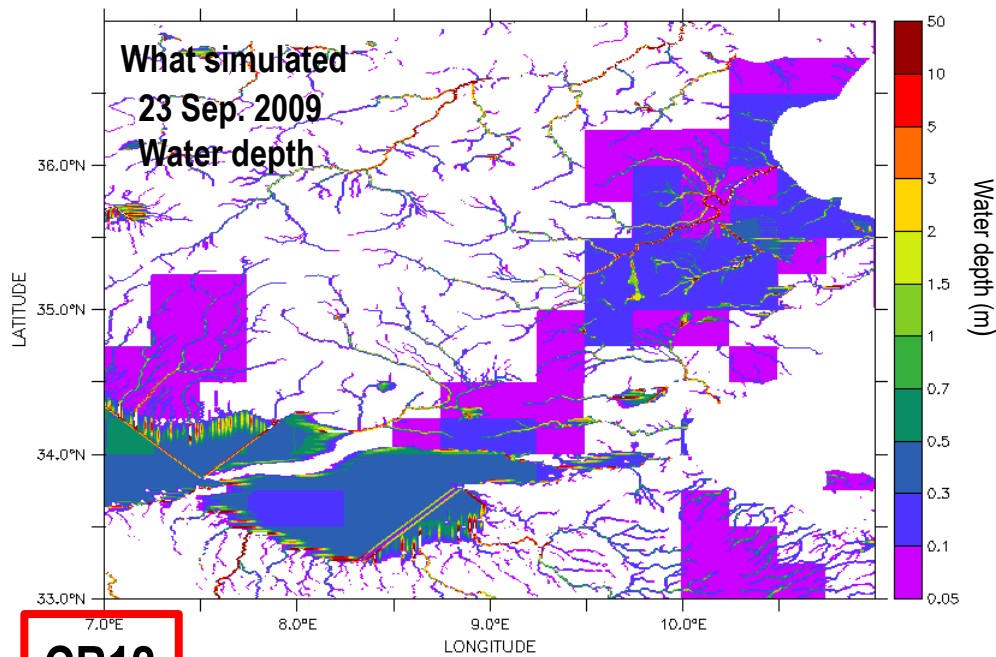 What simulated
23 Sep. 2009
Water depth
LATITUDE
36.0°N
35.0°N
34.0°N
33.0°N
7.0°E
8.0°E
9.0°E
10.0°E
LONGITUDE
50
10
5
3
2
1.5
1
0.7
0.5
0.3
0.1
0.05
Water depth (m)